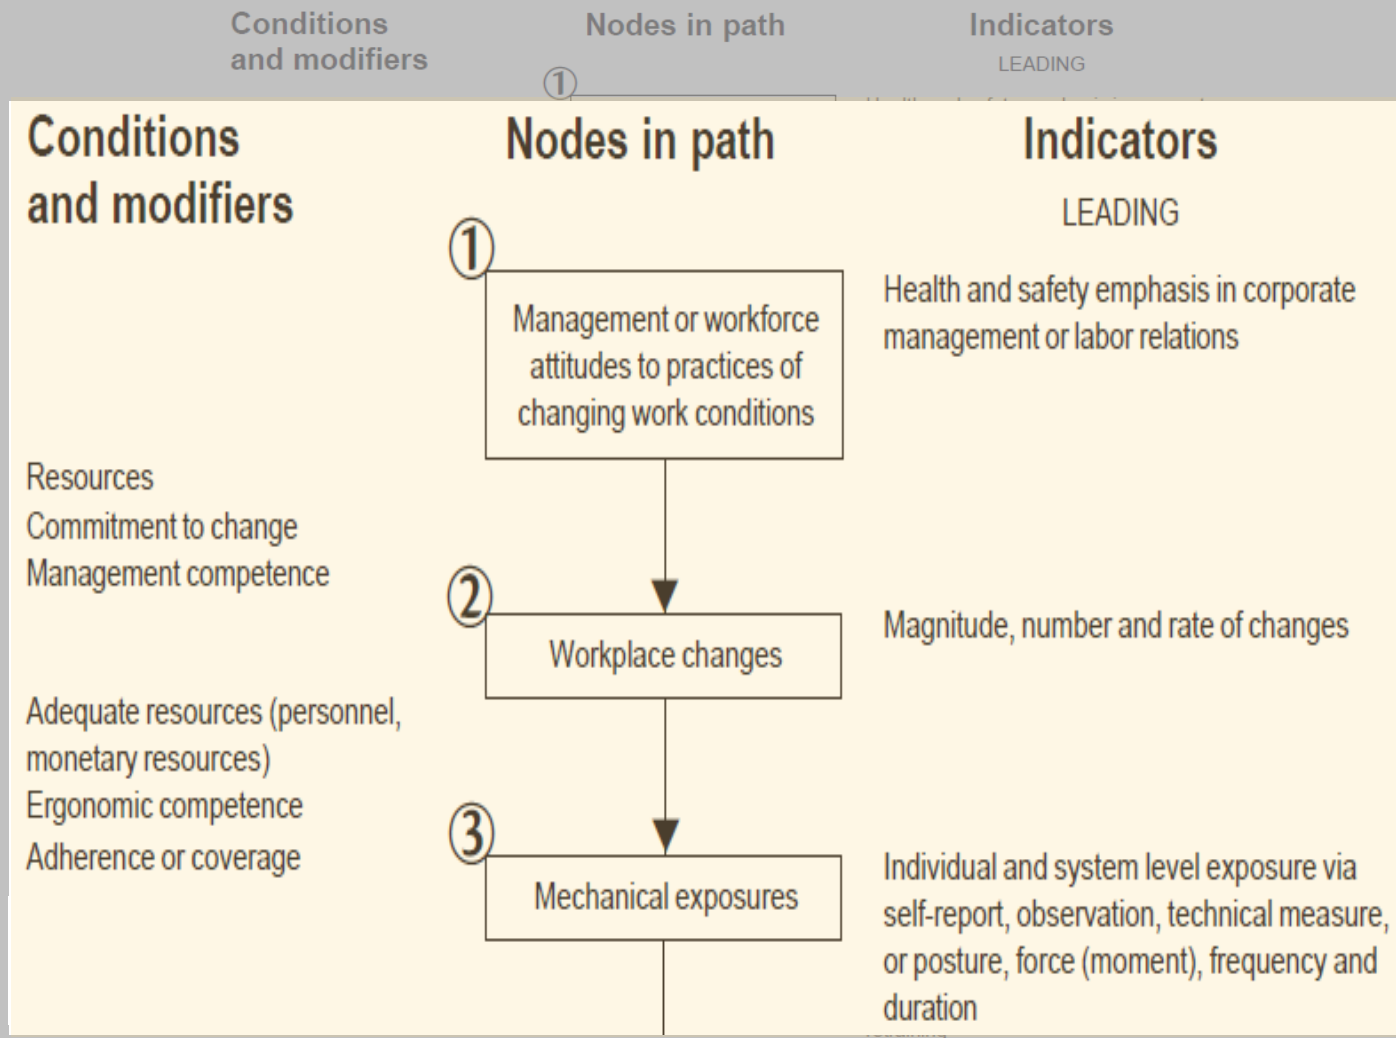 Conditions
and modifiers
Nodes in path
Indicators
LEADING
①
Conditions
and modifiers
Nodes in path
Indicators
LEADING
①
Management or workforce
attitudes to practices of
changing work conditions
Health and safety emphasis in corporate
management or labor relations
Resources
Commitment to change
Management competence
②
Workplace changes
Magnitude, number and rate of changes
Adequate resources (personnel,
monetary resources)
Ergonomic competence
Adherence or coverage
③
Mechanical exposures
Individual and system level exposure via
self-report, observation, technical measure,
or posture, force (moment), frequency and
duration